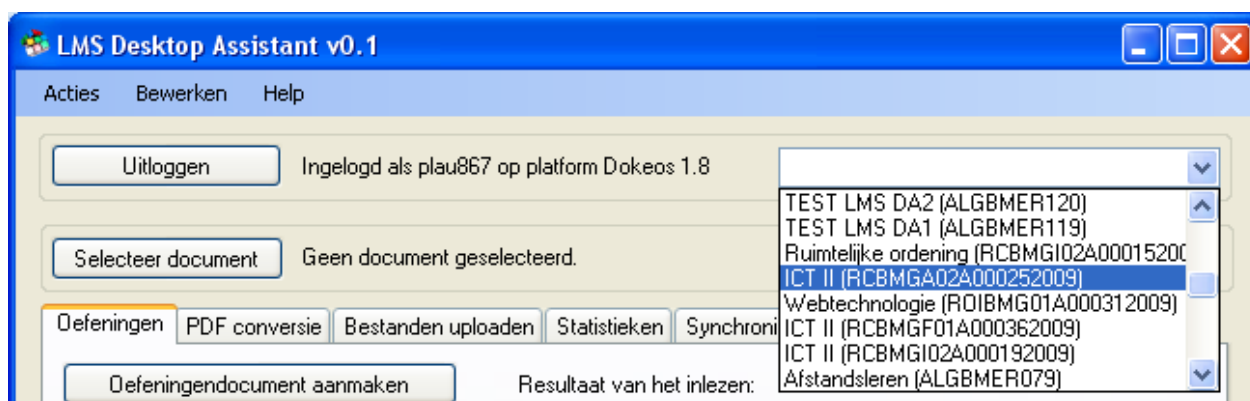 LMS Desktop Assistant v0.1
Acties Bewerken Help
Uitloggen Ingelogd als plau867 op platform Dokeos 1.8
TEST LMS DA2 (ALGBMER120)
TEST LMS DA1 (ALGBMER119)
Ruimtelijke ordening (RCBMGI02A00015200
Selecteer document Geen document geselecteerd.
ICT II (RCBMGA02A000252009)
Webtechnologie (ROIBMG01A000312009)
Oefeningen PDF conversie Bestanden uploaden Statistieken Synchroni
ICT II (RCBMGF01A000362009)
ICT II (RCBMGI02A000192009)
Afstandsleren (ALGBMER079)
Oefeningendocument aanmaken Resultaat van het inlezen: